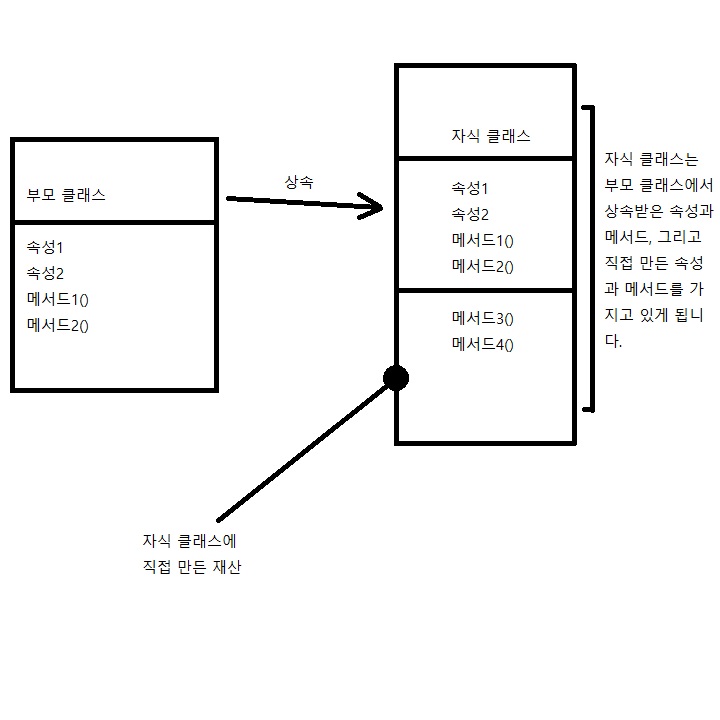 부모 클래스
속성1
속성2
메서드1()
메서드2()
상속
자식 클래스
속성1
속성2
메서드1()
메서드2()
메서드3()
메서드4()
자식 클래스는
부모 클래스에서
상속받은 속성과
메서드, 그리고
직접 만든 속성
과 메서드를 가
지고 있게 됩니
다.
자식 클래스에
직접 만든 재산